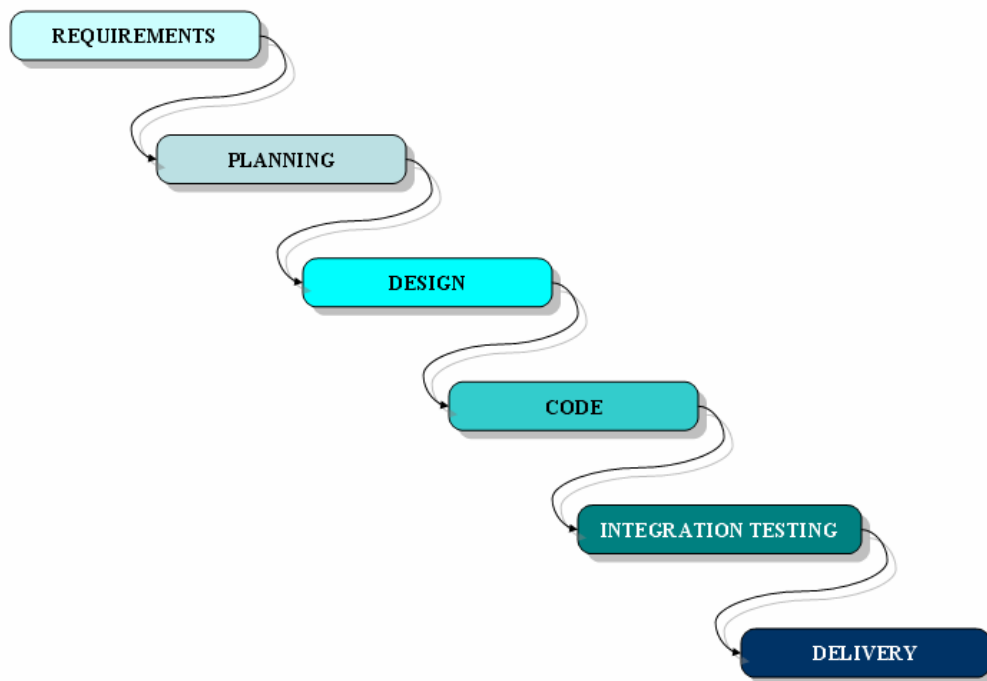 REQUIREMENTS
PLANNING
DESIGN
CODE
INTEGRATION TESTING
DELIVERY